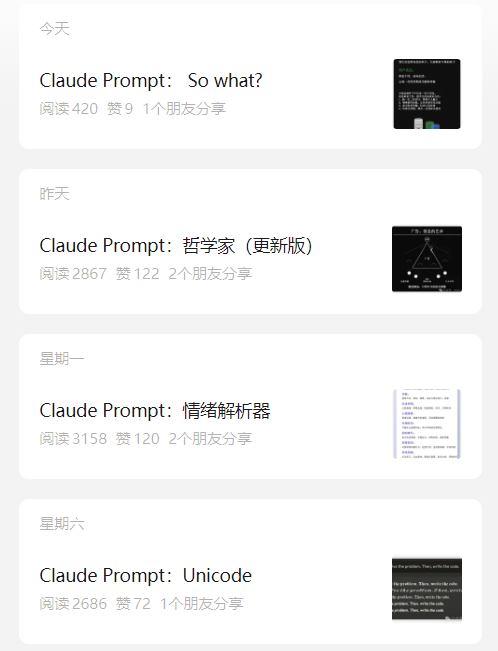 今天
Claude Prompt： So what?
阅读 420 赞 9 1个朋友分享
昨天
Claude Prompt：哲学家（更新版）
阅读 2867 赞 122 2个朋友分享
星期一
Claude Prompt：情绪解析器
阅读 3158 赞 120 2个朋友分享
星期六
Claude Prompt：Unicode
阅读 2686 赞 72 1个朋友分享